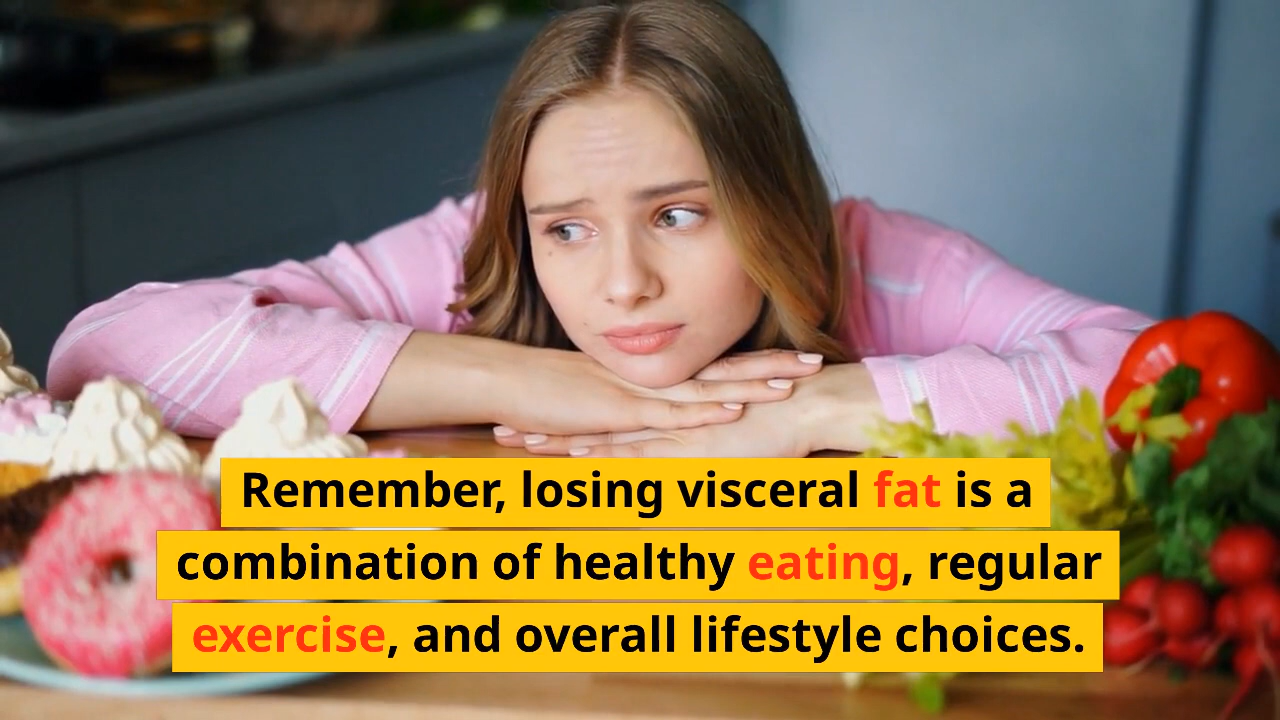 Remember, losing visceral fat is a
combination of healthy eating, regular
exercise, and overall lifestyle choices.